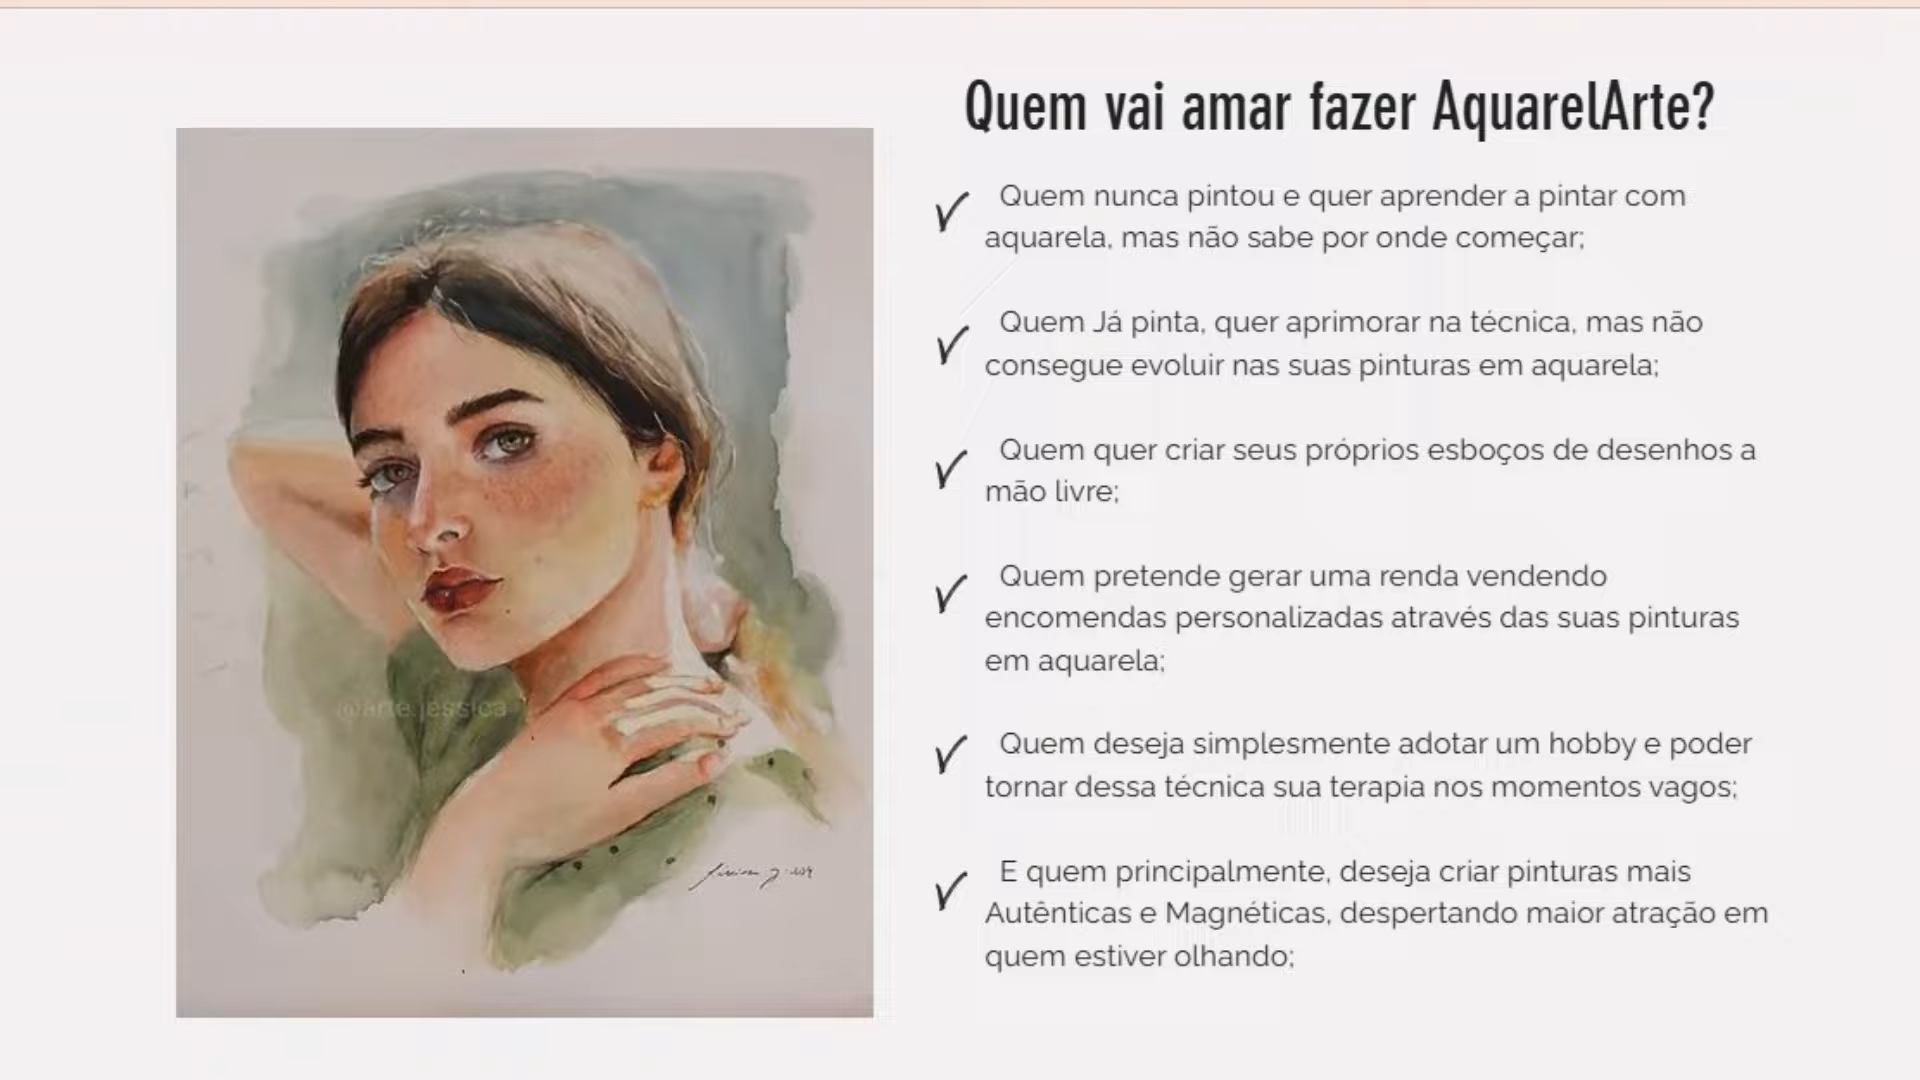 Quem vai amar fazer AquarelArte?
Quem nunca pintou e quer aprender a pintar com
aquarela, mas não sabe por onde começar;
Quem Já pinta, quer aprimorar na técnica, mas não
consegue evoluir nas suas pinturas em aquarela;
Quem quer criar seus próprios esboços de desenhos a
mão livre;
Quem pretende gerar uma renda vendendo
encomendas personalizadas através das suas pinturas
em aquarela;
Quem deseja simplesmente adotar um hobby e poder
tornar dessa técnica sua terapia nos momentos vagos;
E quem principalmente, deseja criar pinturas mais
Autênticas e Magnéticas, despertando maior atração em
quem estiver olhando;
@arte.jessica